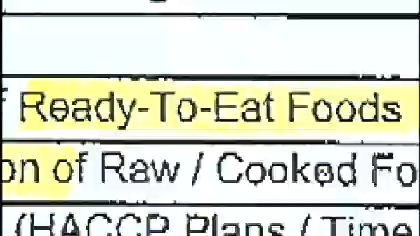 Ready-To-Eat Foods
on of Raw / Cooked Fo
(HACCP Plans / Time